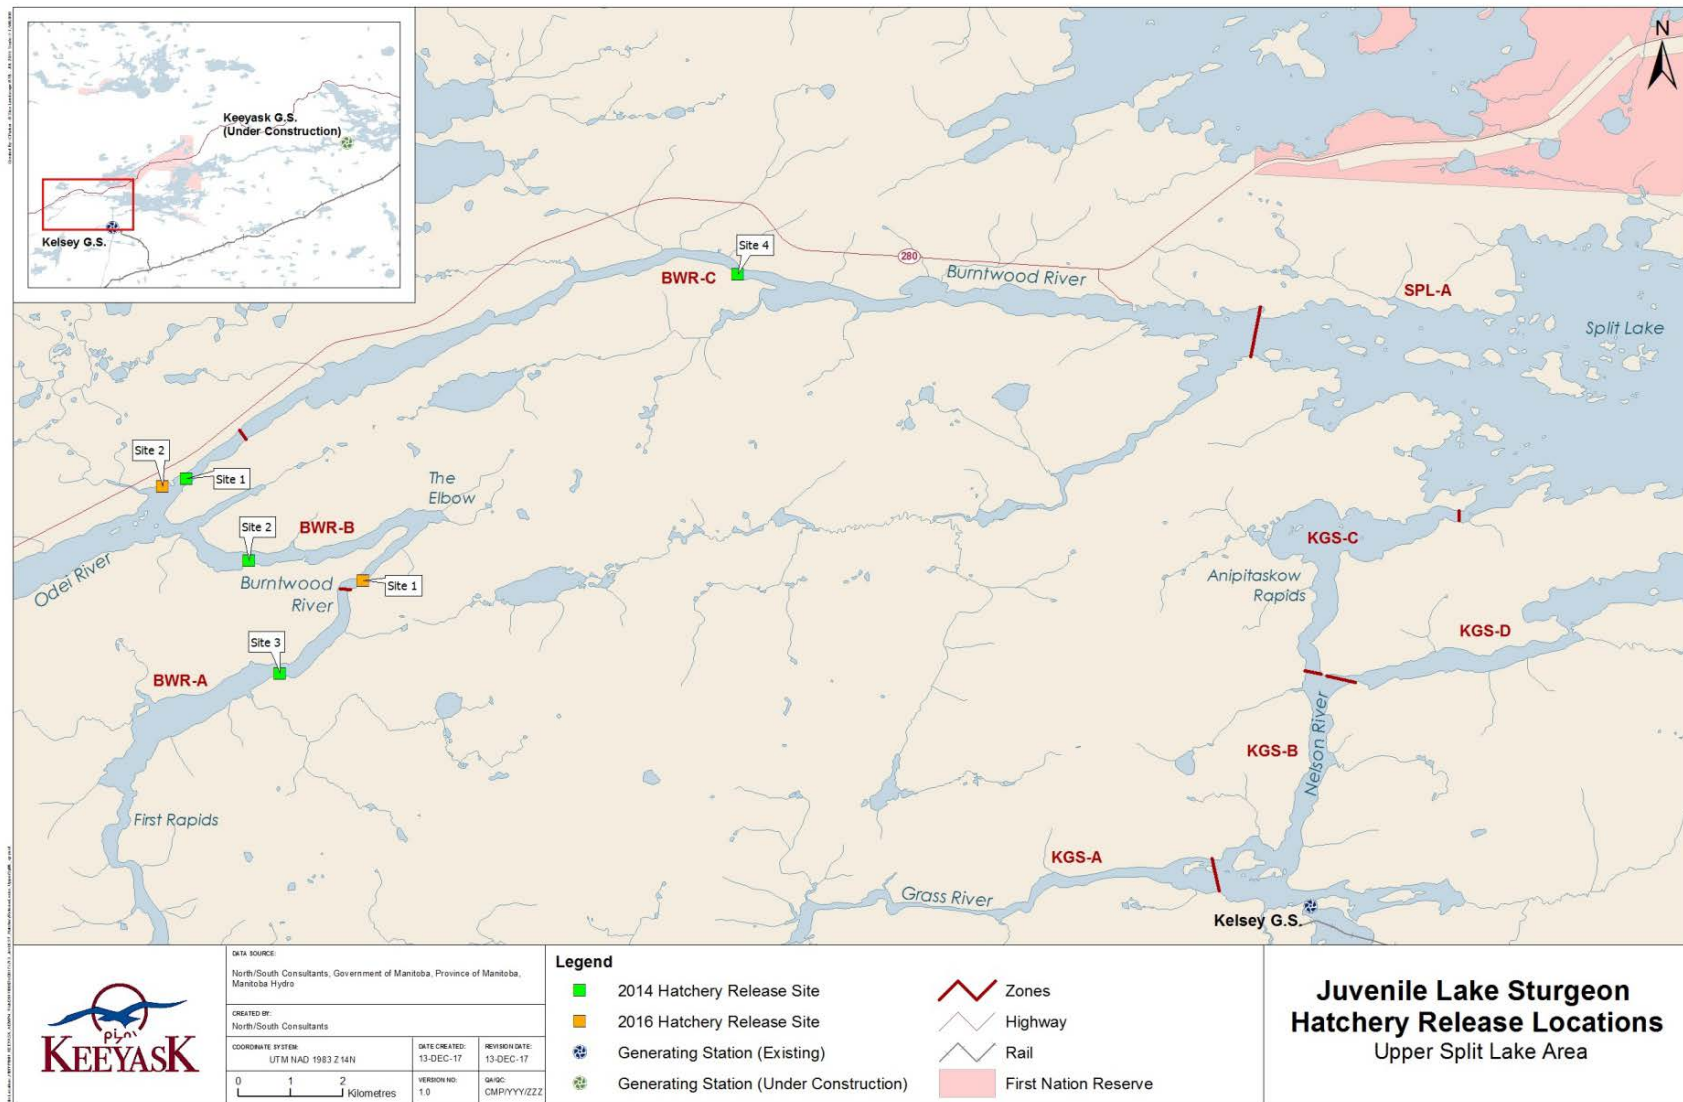 N
Keeyask G.S.
(Under Construction)
Kelsey G.S.
Site 4
280
BWR-C
Burntwood River
SPL-A
Split Lake
Site 2
Site 1
The
Elbow
BWR-B
Site 2
KGS-C
Odei River
Burntwood
River
Site 1
Anipitaskow
Rapids
Site 3
KGS-D
BWR-A
Nelson River
KGS-B
First Rapids
KGS-A
Grass River
Kelsey G.S.
KEEYASK
DATA SOURCE:
North/South Consultants, Government of Manitoba, Province of Manitoba,
Manitoba Hydro
CREATED BY:
North/South Consultants
COORDINATE SYSTEM:
UTM NAD 1983 Z 14N
DATE CREATED:
13-DEC-17
REVISION DATE:
13-DEC-17
0 1 2
Kilometres
VERSION NO:
1.0
QA/QC:
CMP/YYY/ZZZ
Legend
2014 Hatchery Release Site
2016 Hatchery Release Site
Generating Station (Existing)
Generating Station (Under Construction)
Zones
Highway
Rail
First Nation Reserve
Juvenile Lake Sturgeon
Hatchery Release Locations
Upper Split Lake Area